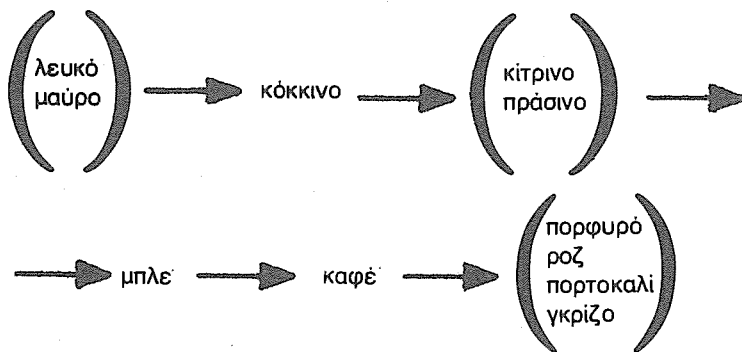 λευκό
μαύρο
κόκκινο
κίτρινο
πράσινο
μπλε
καφέ
πορφυρό
ροζ
πορτοκαλί
γκρίζο